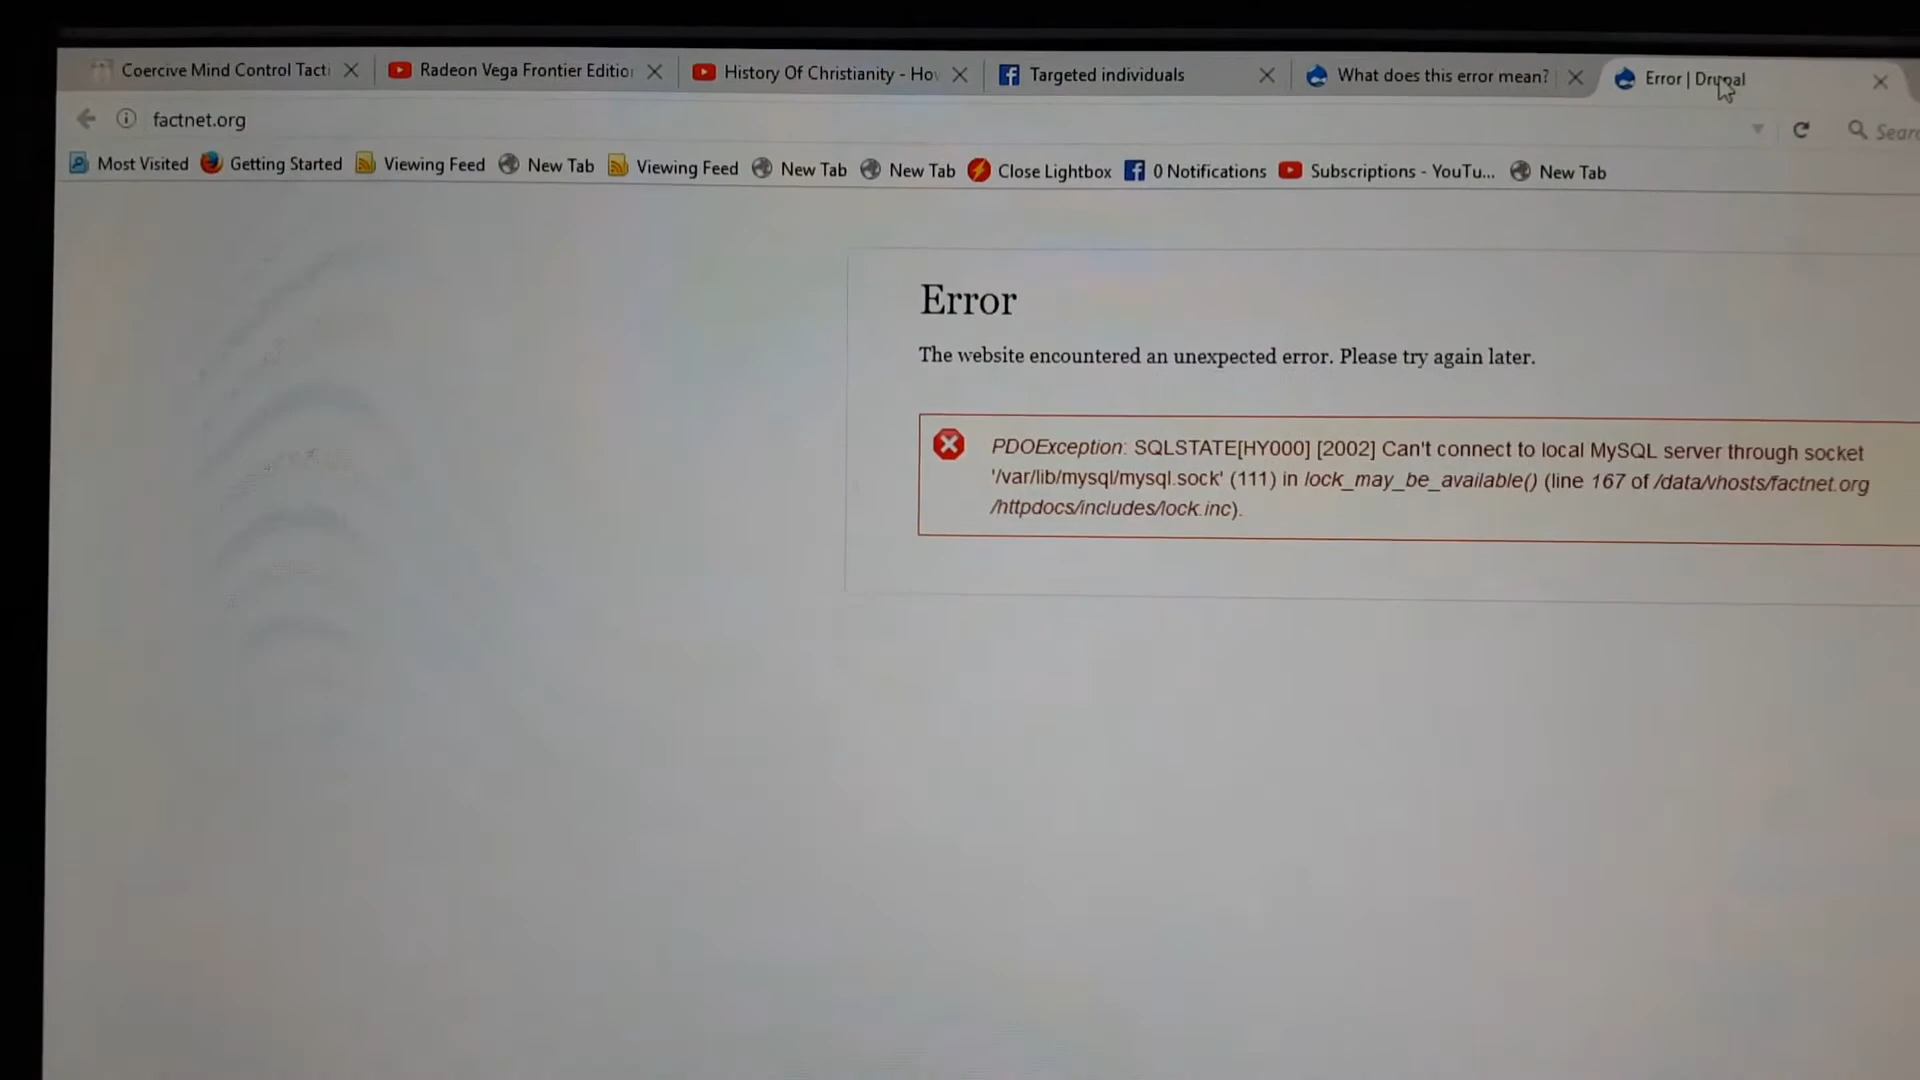 Coercive Mind Control Tacti
Radeon Vega Frontier Editio
History Of Christianity - Ho
Targeted individuals
What does this error mean?
Error | Drupal
factnet.org
Sear
Most Visited
Getting Started
Viewing Feed
New Tab
Viewing Feed
New Tab
New Tab
Close Lightbox
0 Notifications
Subscriptions - YouTu...
New Tab
Error
The website encountered an unexpected error. Please try again later.
PDOException: SQLSTATE[HY000] [2002] Can't connect to local MySQL server through socket
'/var/lib/mysql/mysql.sock' (111) in lock_may_be_available() (line 167 of /data/vhosts/factnet.org
/httpdocs/includes/lock.inc).